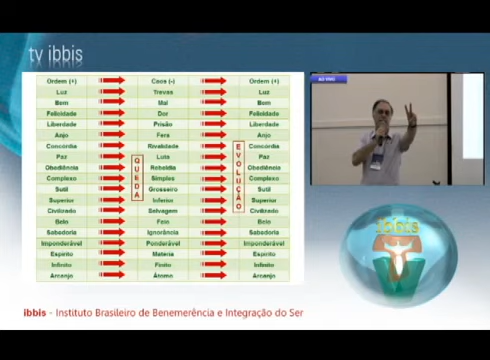 tv ibbis
Ordem (+) Caos (-) Ordem (+)
Luz Trevas Luz
Bem Mal Bem
Felicidade Dor Felicidade
Liberdade Prisão Liberdade
Anjo Fera Anjo
Concórdia Rivalidade Concórdia
Paz Luta Paz
Obediência Rebeldia Obediência
Complexo Simples Complexo
Sutil Grosseiro Sutil
Superior Inferior Superior
Civilizado Selvagem Civilizado
Belo Feio Belo
Sabedoria Ignorância Sabedoria
Imponderável Ponderável Imponderável
Espírito Matéria Espírito
Infinito Finito Infinito
Arcanjo Átomo Arcanjo
QUEDA
EVOLUÇÃO
AO VIVO
ibbis
ibbis - Instituto Brasileiro de Benemerência e Integração do Ser